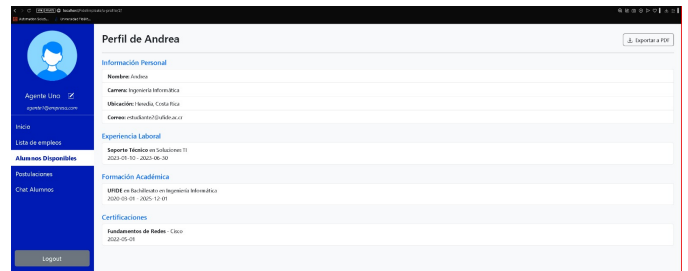 Perfil de Andrea
Exportar a PDF
Información Personal
Nombre: Andrea
Carrera: Ingeniería Informática
Ubicación: Heredia, Costa Rica
Correo: estudiante2@ufide.ac.cr
Experiencia Laboral
Soporte Técnico en Soluciones TI
2023-01-10 - 2023-06-30
Formación Académica
UFIDE en Bachillerato en Ingeniería Informática
2020-03-01 - 2025-12-01
Certificaciones
Fundamentos de Redes - Cisco
2022-05-01
Agente Uno
agente1@empresa.com
Inicio
Lista de empleos
Alumnos Disponibles
Postulaciones
Chat Alumnos
Logout